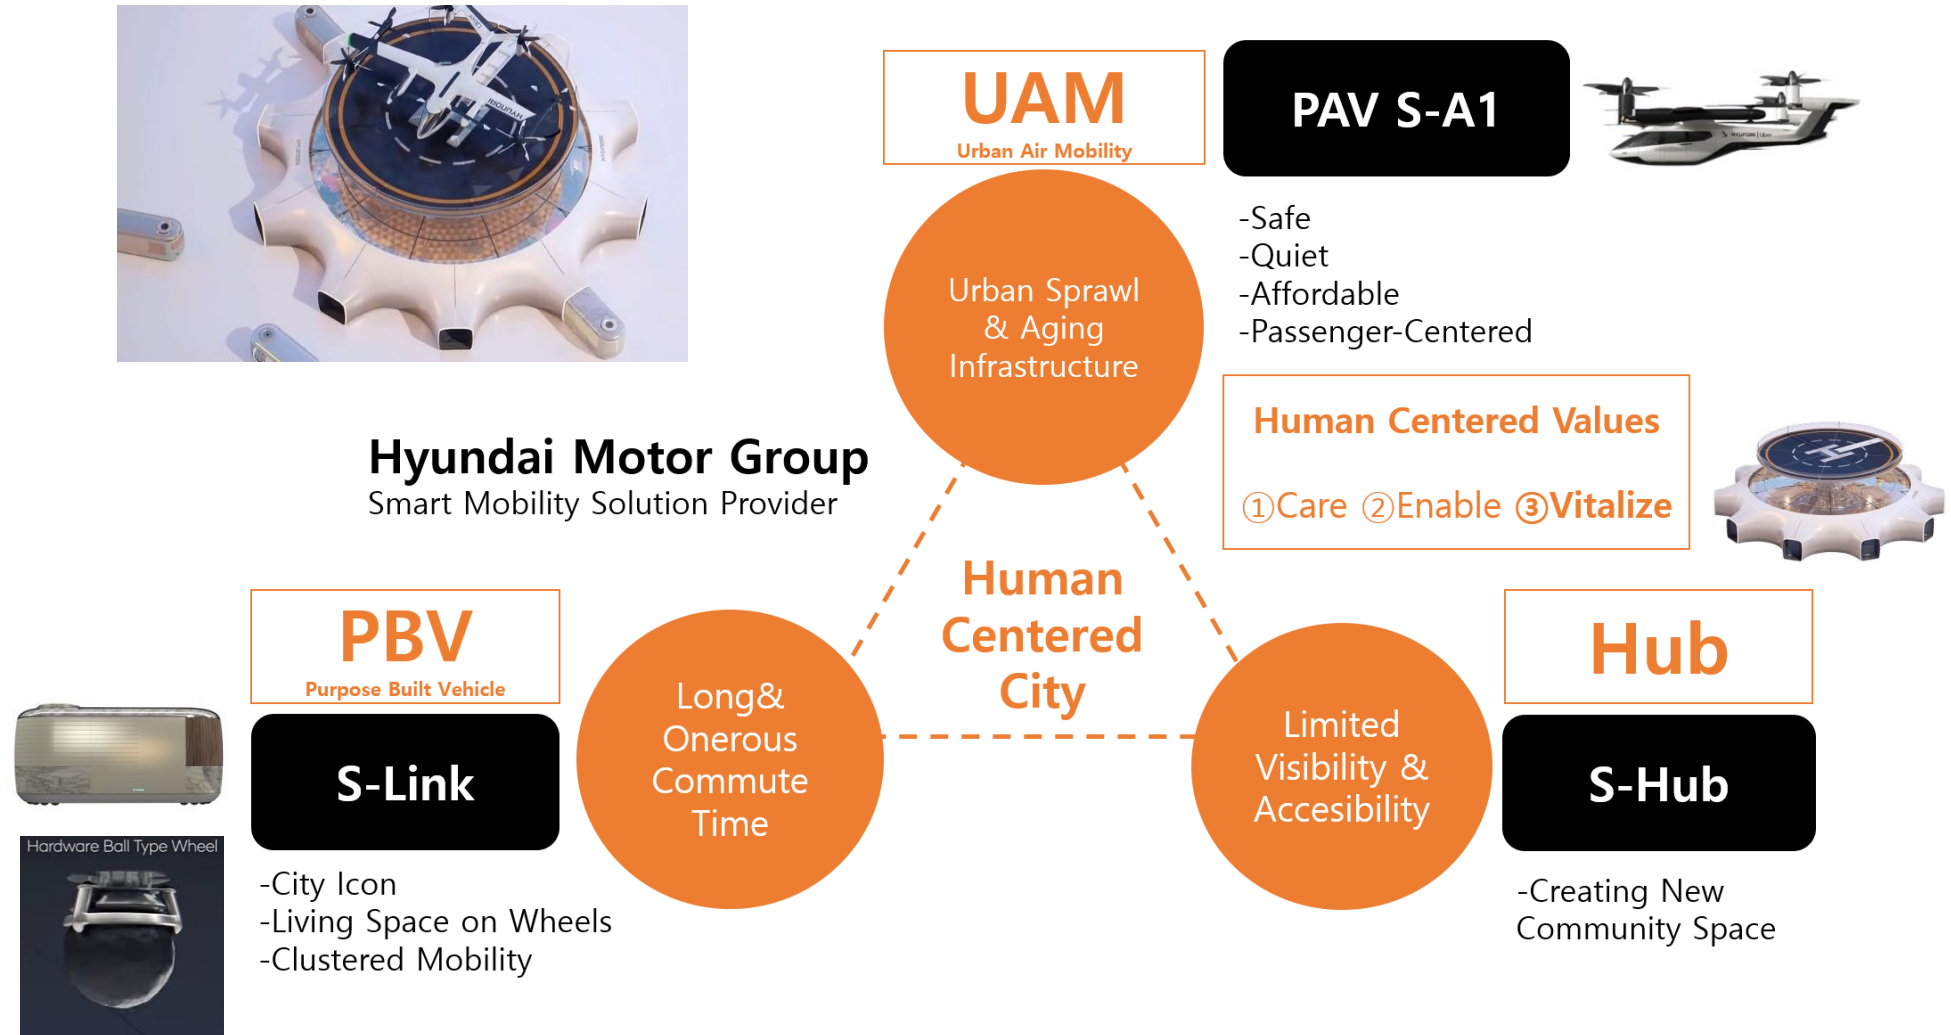 UAM
Urban Air Mobility
PAV S-A1
HYUNDAI | Uber
HYUNDAI
-Safe
-Quiet
-Affordable
-Passenger-Centered
Urban Sprawl
& Aging
Infrastructure
Human Centered Values
①Care ②Enable ③Vitalize
Hyundai Motor Group
Smart Mobility Solution Provider
Human
Centered
City
PBV
Purpose Built Vehicle
S-Link
Long&
Onerous
Commute
Time
Limited
Visibility &
Accesibility
Hub
S-Hub
Hardware Ball Type Wheel
-City Icon
-Living Space on Wheels
-Clustered Mobility
-Creating New
Community Space